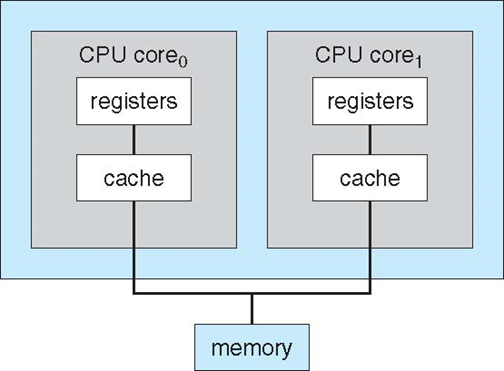 CPU core₀
registers
cache
CPU core₁
registers
cache
memory